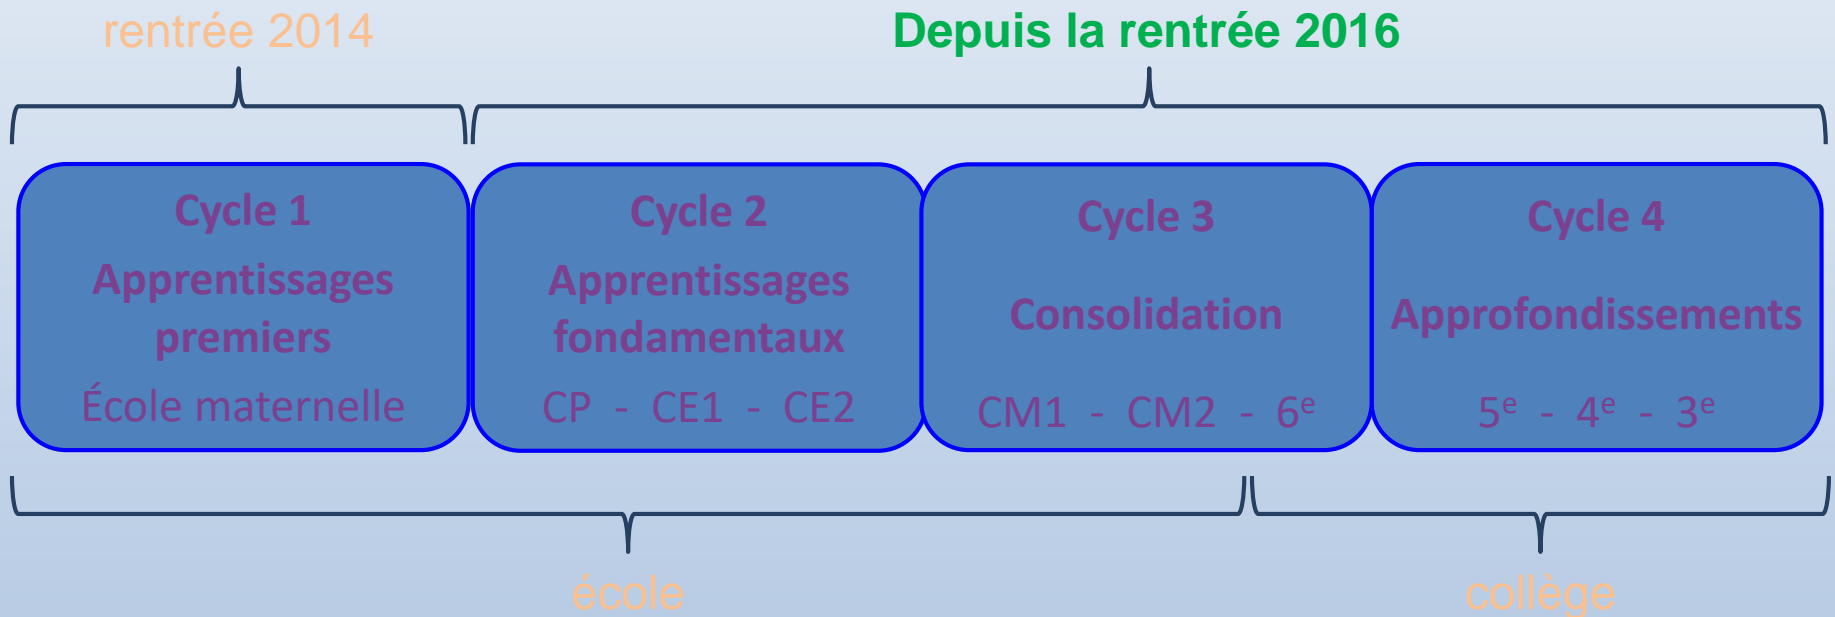 rentrée 2014
Depuis la rentrée 2016
Cycle 1
Apprentissages
premiers
École maternelle
Cycle 2
Apprentissages
fondamentaux
CP - CE1 - CE2
Cycle 3
Consolidation
CM1 - CM2 - 6e
Cycle 4
Approfondissements
5e - 4e - 3e
école
collège